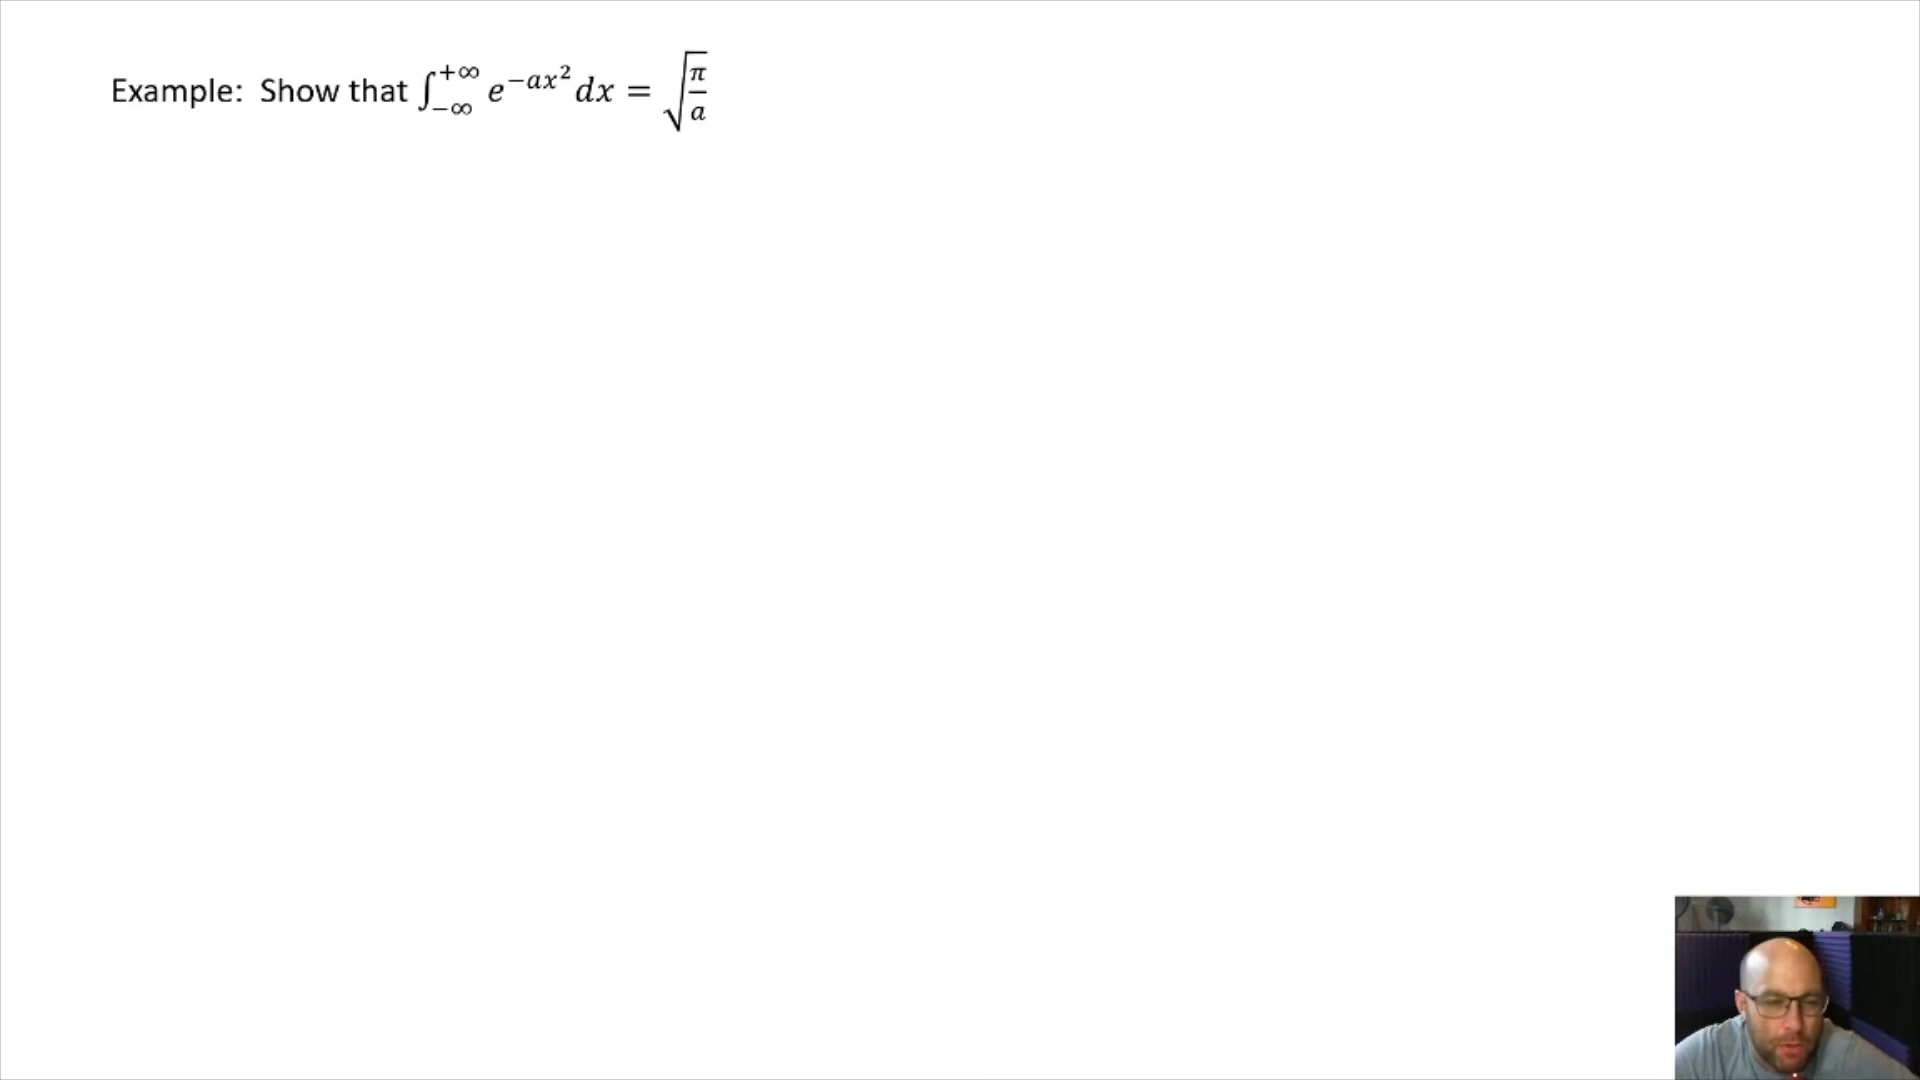 Example: Show that ∫₋∞⁺∞ e^{−ax²} dx = √(π/a)